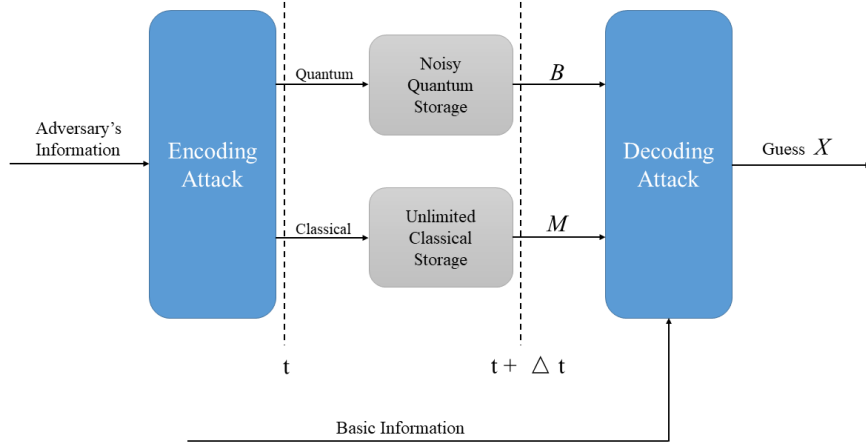 Adversary's
Information
Encoding
Attack
Quantum
Classical
Noisy
Quantum
Storage
Unlimited
Classical
Storage
B
M
Decoding
Attack
Guess X
t
t + △ t
Basic Information